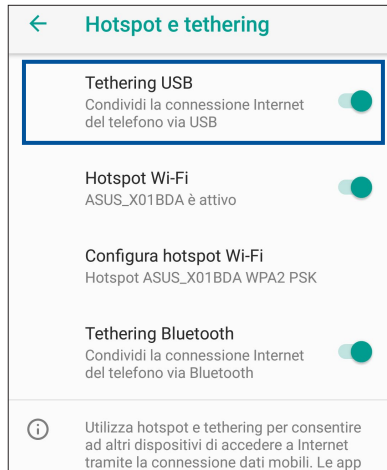 Hotspot e tethering
Tethering USB
Condividi la connessione Internet
del telefono via USB
Hotspot Wi-Fi
ASUS_X01BDA è attivo
Configura hotspot Wi-Fi
Hotspot ASUS_X01BDA WPA2 PSK
Tethering Bluetooth
Condividi la connessione Internet
del telefono via Bluetooth
Utilizza hotspot e tethering per consentire
ad altri dispositivi di accedere a Internet
tramite la connessione dati mobili. Le app